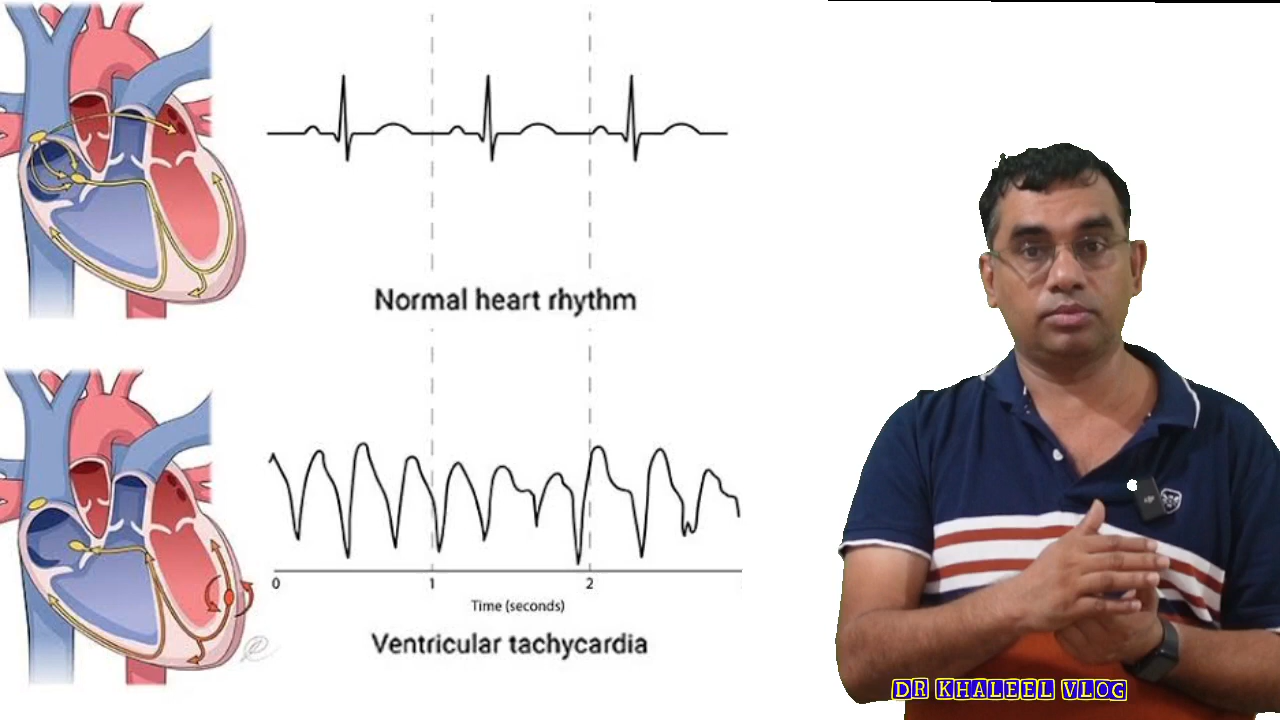 Normal heart rhythm
0 1 2
Time (seconds)
Ventricular tachycardia
DR KHALEEL VLOG